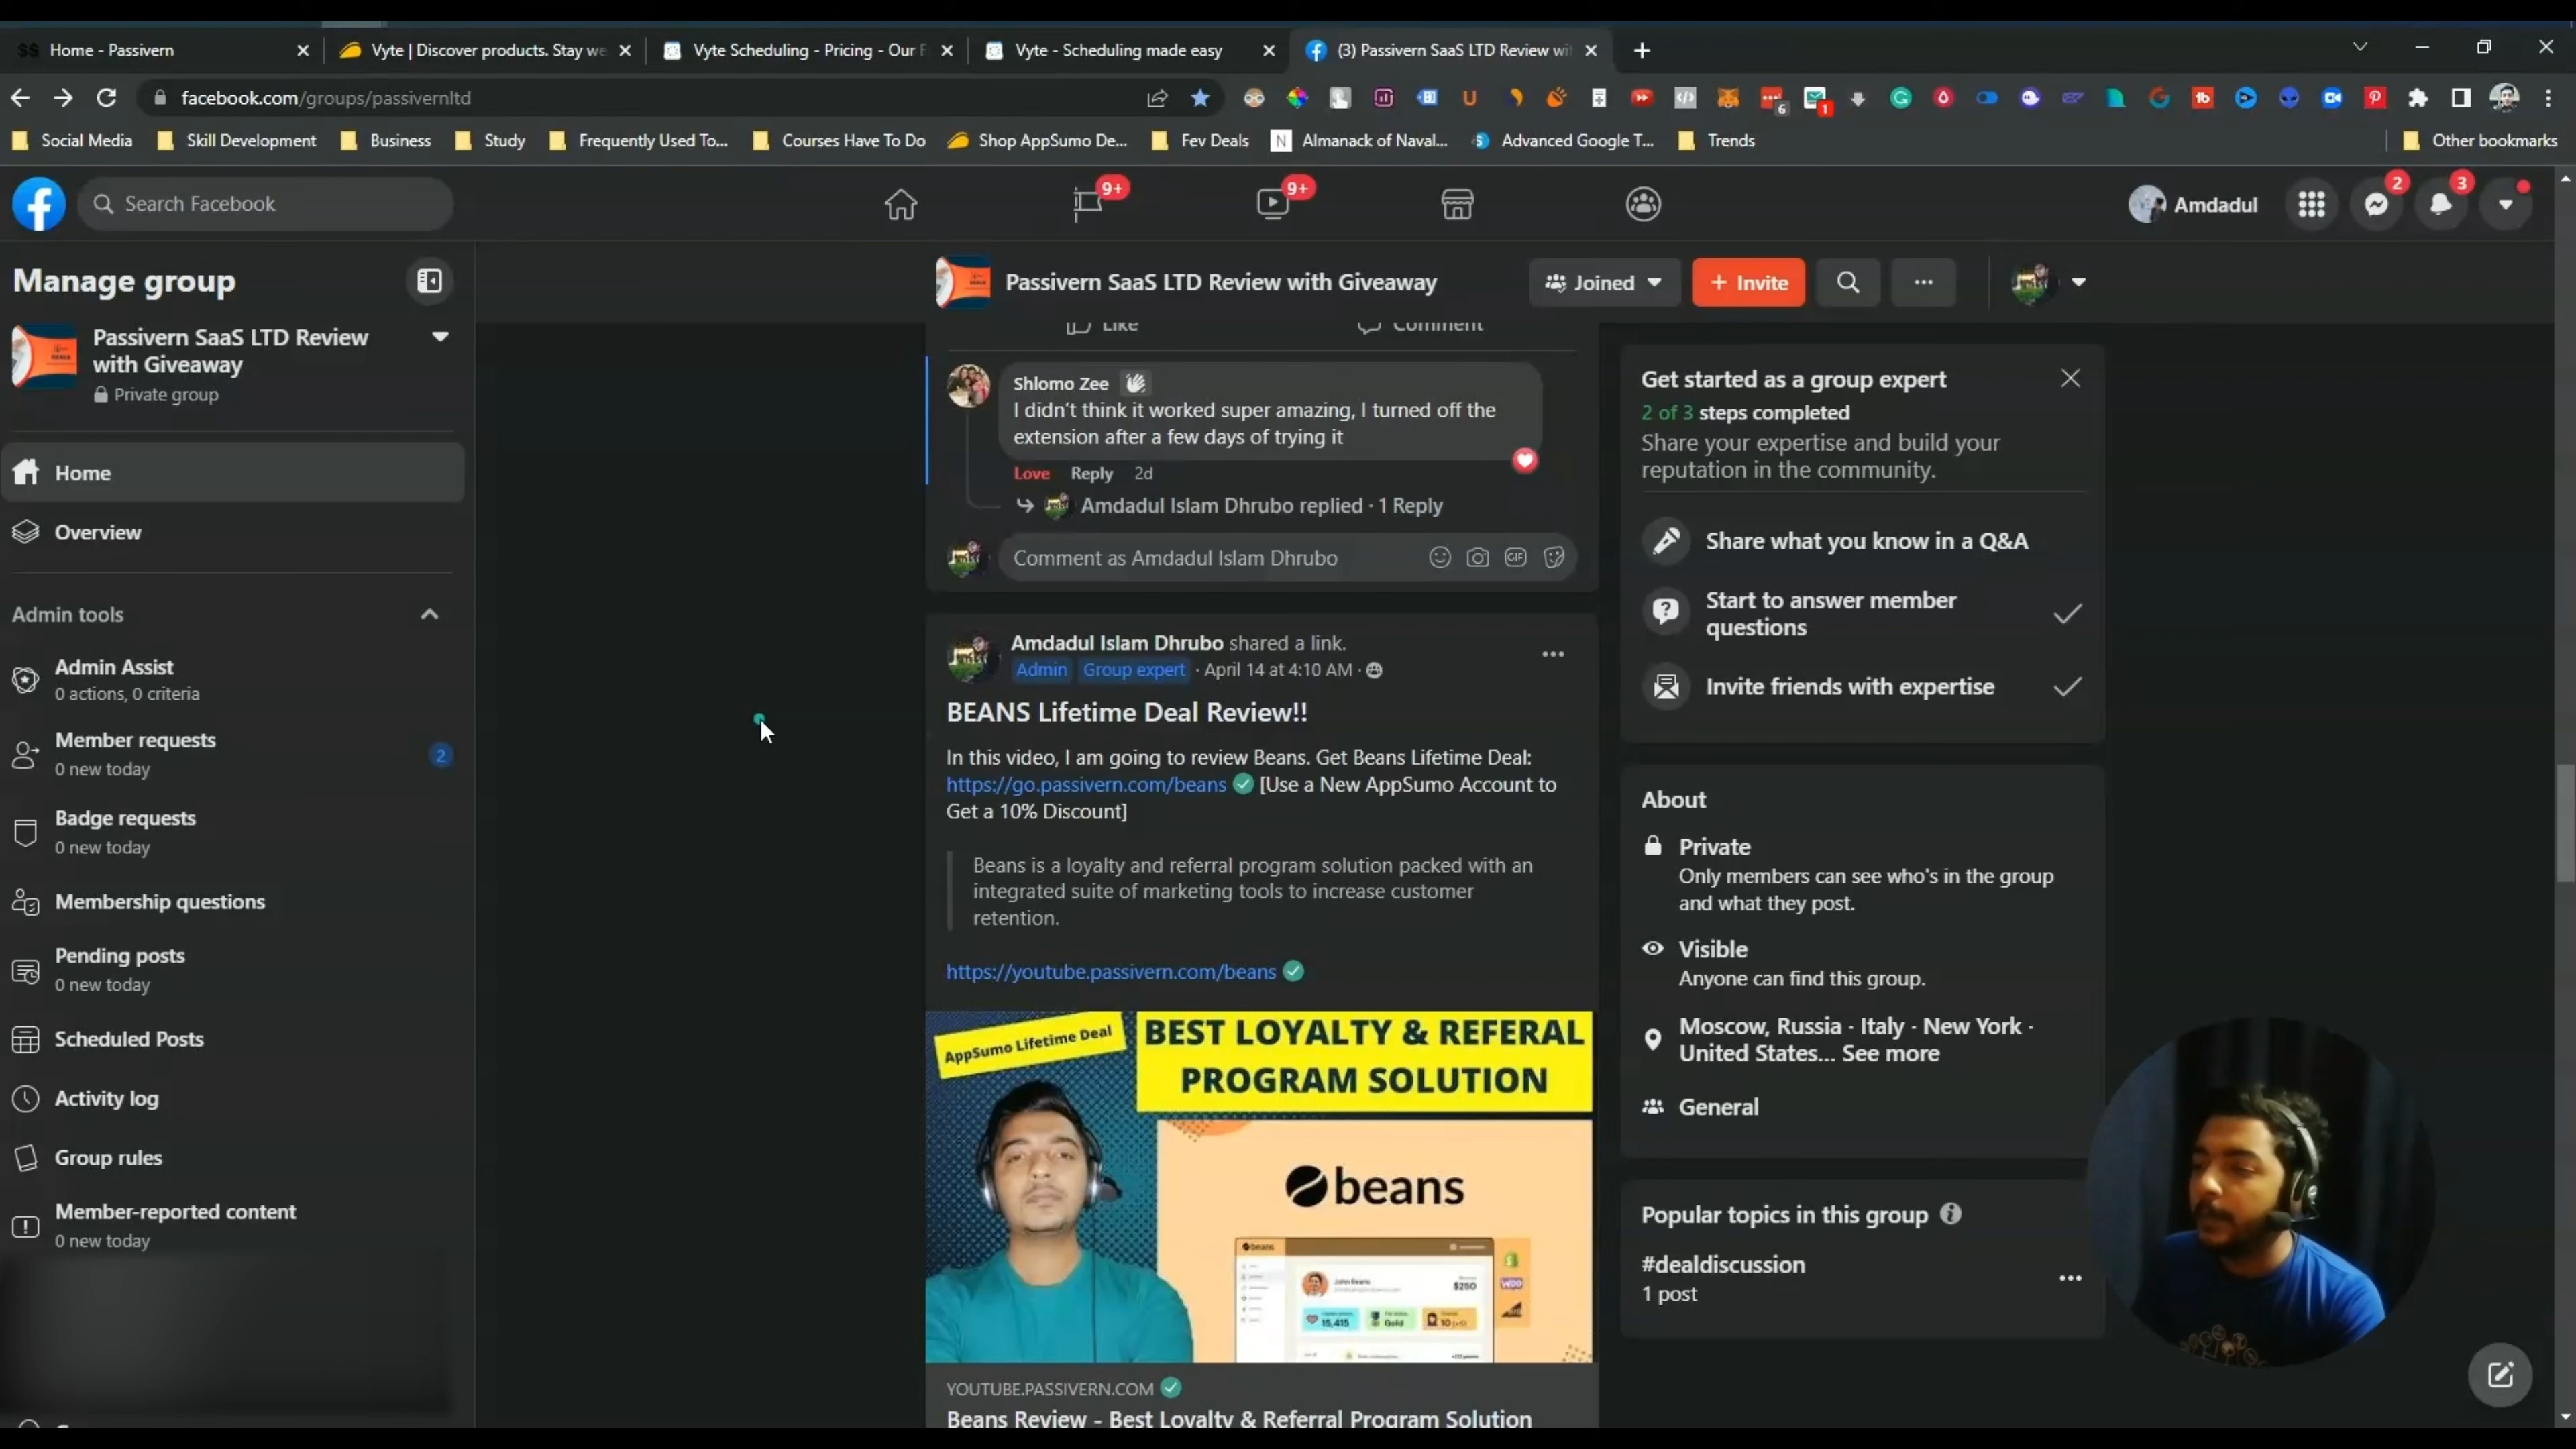 Home - Passivern
Vyte | Discover products. Stay we
Vyte Scheduling - Pricing - Our F
Vyte - Scheduling made easy
(3) Passivern SaaS LTD Review wit
facebook.com/groups/passivernltd
6
1
Social Media
Skill Development
Business
Study
Frequently Used To...
Courses Have To Do
Shop AppSumo De...
Fev Deals
Almanack of Naval...
Advanced Google T...
Trends
Other bookmarks
Search Facebook
9+
9+
Amdadul
2
3
Manage group
Passivern SaaS LTD Review
with Giveaway
Private group
Home
Overview
Admin tools
Admin Assist
0 actions, 0 criteria
Member requests
0 new today
2
Badge requests
0 new today
Membership questions
Pending posts
0 new today
Scheduled Posts
Activity log
Group rules
Member-reported content
0 new today
Passivern SaaS LTD Review with Giveaway
Joined
+ Invite
Like
Comment
Shlomo Zee
I didn't think it worked super amazing, I turned off the
extension after a few days of trying it
Love Reply 2d
Amdadul Islam Dhrubo replied · 1 Reply
Comment as Amdadul Islam Dhrubo
GIF
Amdadul Islam Dhrubo shared a link.
Admin Group expert · April 14 at 4:10 AM ·
BEANS Lifetime Deal Review!!
In this video, I am going to review Beans. Get Beans Lifetime Deal:
https://go.passivern.com/beans [Use a New AppSumo Account to
Get a 10% Discount]
Beans is a loyalty and referral program solution packed with an
integrated suite of marketing tools to increase customer
retention.
https://youtube.passivern.com/beans
AppSumo Lifetime Deal
BEST LOYALTY & REFERAL
PROGRAM SOLUTION
beans
beans
John Beans
$250
15,415
Gold
WOO
YOUTUBE.PASSIVERN.COM
Beans Review - Best Loyalty & Referral Program Solution
Get started as a group expert
2 of 3 steps completed
Share your expertise and build your
reputation in the community.
Share what you know in a Q&A
Start to answer member
questions
Invite friends with expertise
About
Private
Only members can see who's in the group
and what they post.
Visible
Anyone can find this group.
Moscow, Russia · Italy · New York ·
United States... See more
General
Popular topics in this group
#dealdiscussion
1 post